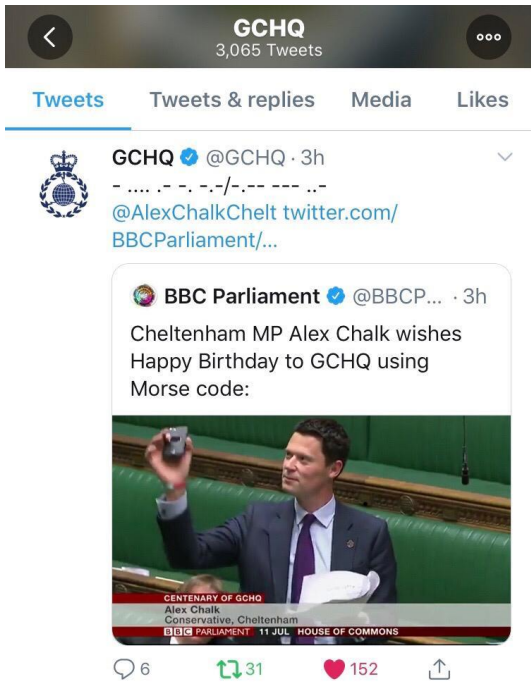 GCHQ
3,065 Tweets
Tweets Tweets & replies Media Likes
GCHQ @GCHQ · 3h
- .... .- -. -.-/-.-- --- ..-
@AlexChalkChelt twitter.com/
BBCParliament/...
BBC Parliament @BBCP... · 3h
Cheltenham MP Alex Chalk wishes
Happy Birthday to GCHQ using
Morse code:
CENTENARY OF GCHQ
Alex Chalk
Conservative, Cheltenham
BBC PARLIAMENT 11 JUL HOUSE OF COMMONS
6 31 152